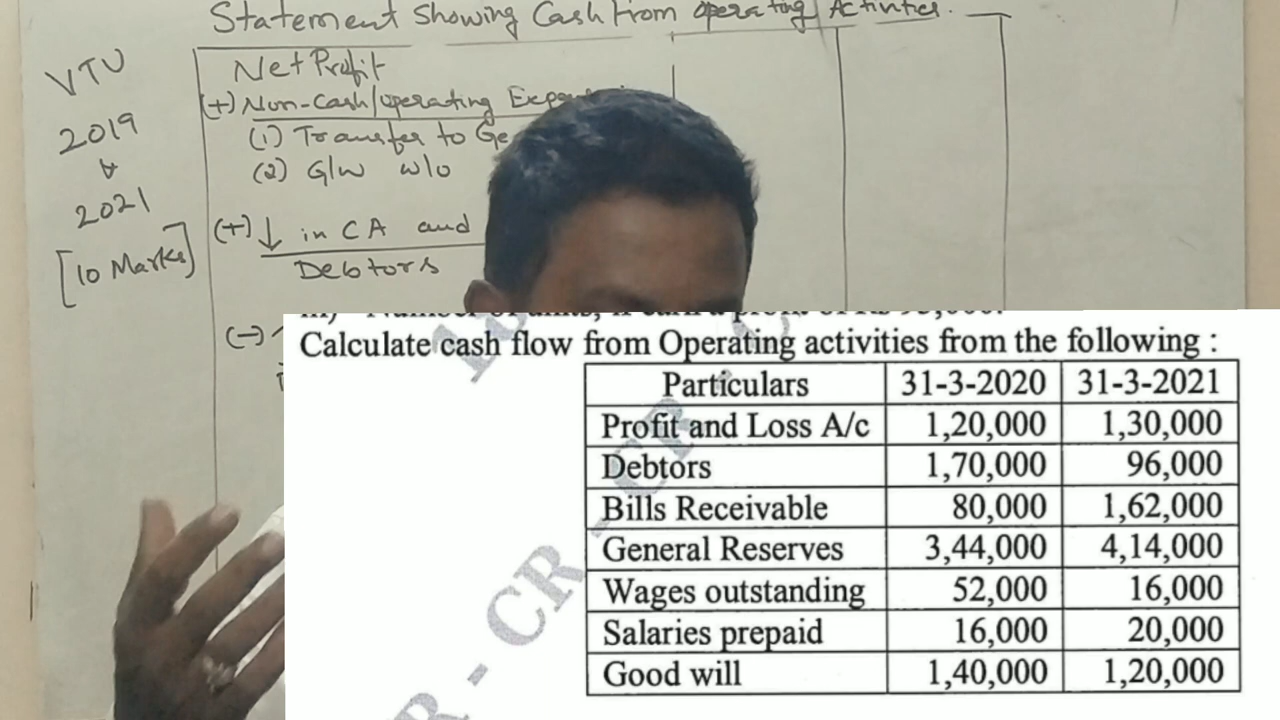 Statement Showing Cash from Operating Activities.
VTU
2019
2021
[10 Marks]
Net Profit
(+) Non-Cash/operating
(1) Transfer to
(2) G/w w/o
(+) ↓ in CA and
Debtors
(-)
Calculate cash flow from Operating activities from the following :
Particulars 31-3-2020 31-3-2021
Profit and Loss A/c 1,20,000 1,30,000
Debtors 1,70,000 96,000
Bills Receivable 80,000 1,62,000
General Reserves 3,44,000 4,14,000
Wages outstanding 52,000 16,000
Salaries prepaid 16,000 20,000
Good will 1,40,000 1,20,000
CR - CR - C